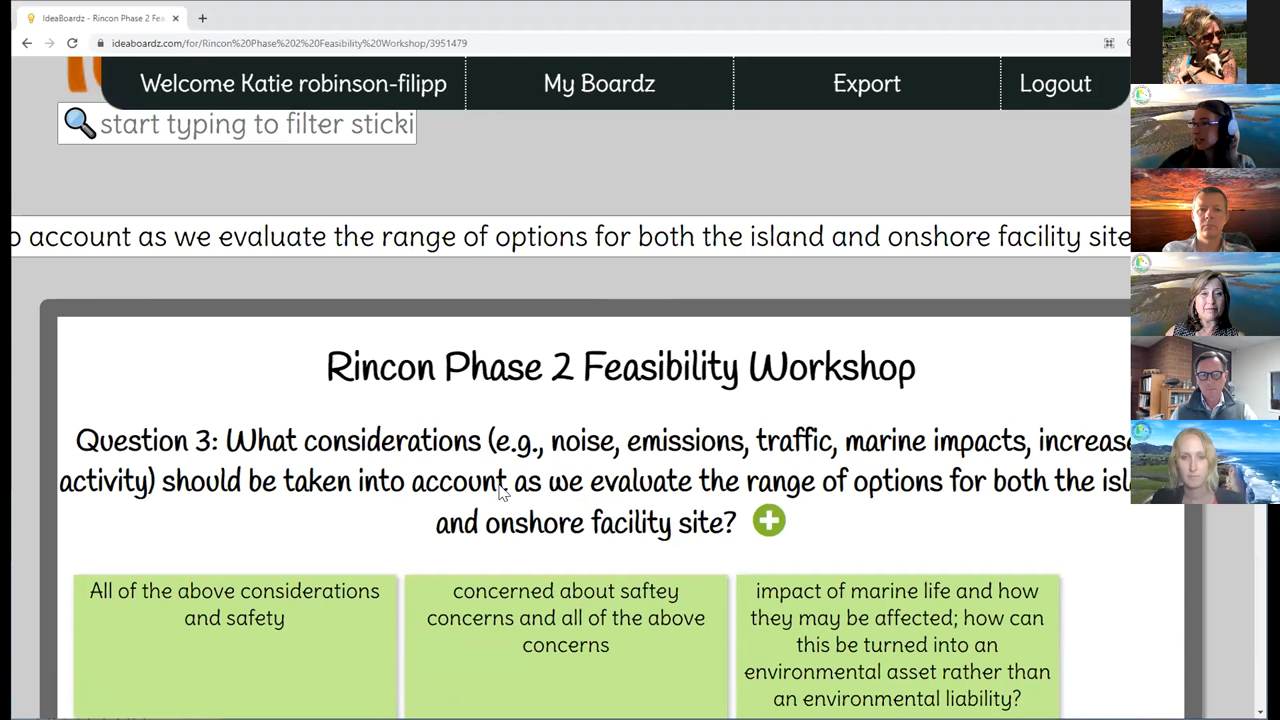 IdeaBoardz - Rincon Phase 2 Fea
ideaboardz.com/for/Rincon%20Phase%202%20Feasibility%20Workshop/3951475
Welcome Katie robinson-filipp
My Boardz
Export
Logout
start typing to filter sticki
o account as we evaluate the range of options for both the island and onshore facility site
Rincon Phase 2 Feasibility Workshop
Question 3: What considerations (e.g., noise, emissions, traffic, marine impacts, increase
activity) should be taken into account as we evaluate the range of options for both the isl
and onshore facility site?
All of the above considerations
and safety
concerned about saftey
concerns and all of the above
concerns
impact of marine life and how
they may be affected; how can
this be turned into an
environmental asset rather than
an environmental liability?